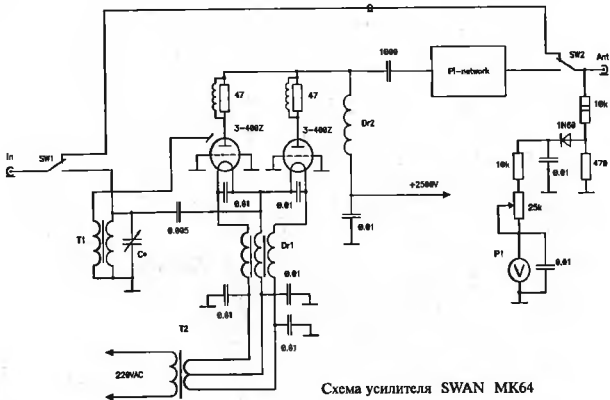 SW2
Ant
1000
Pi-network
47
47
10k
3-400Z
3-400Z
Dr2
1N60
In
SW1
10k
0.01
470
0.01
0.01
+2500V
25k
T1
C*
0.005
Dr1
0.01
P1
V
0.01
0.01
0.01
T2
0.01
220VAC
Схема усилителя SWAN MK64